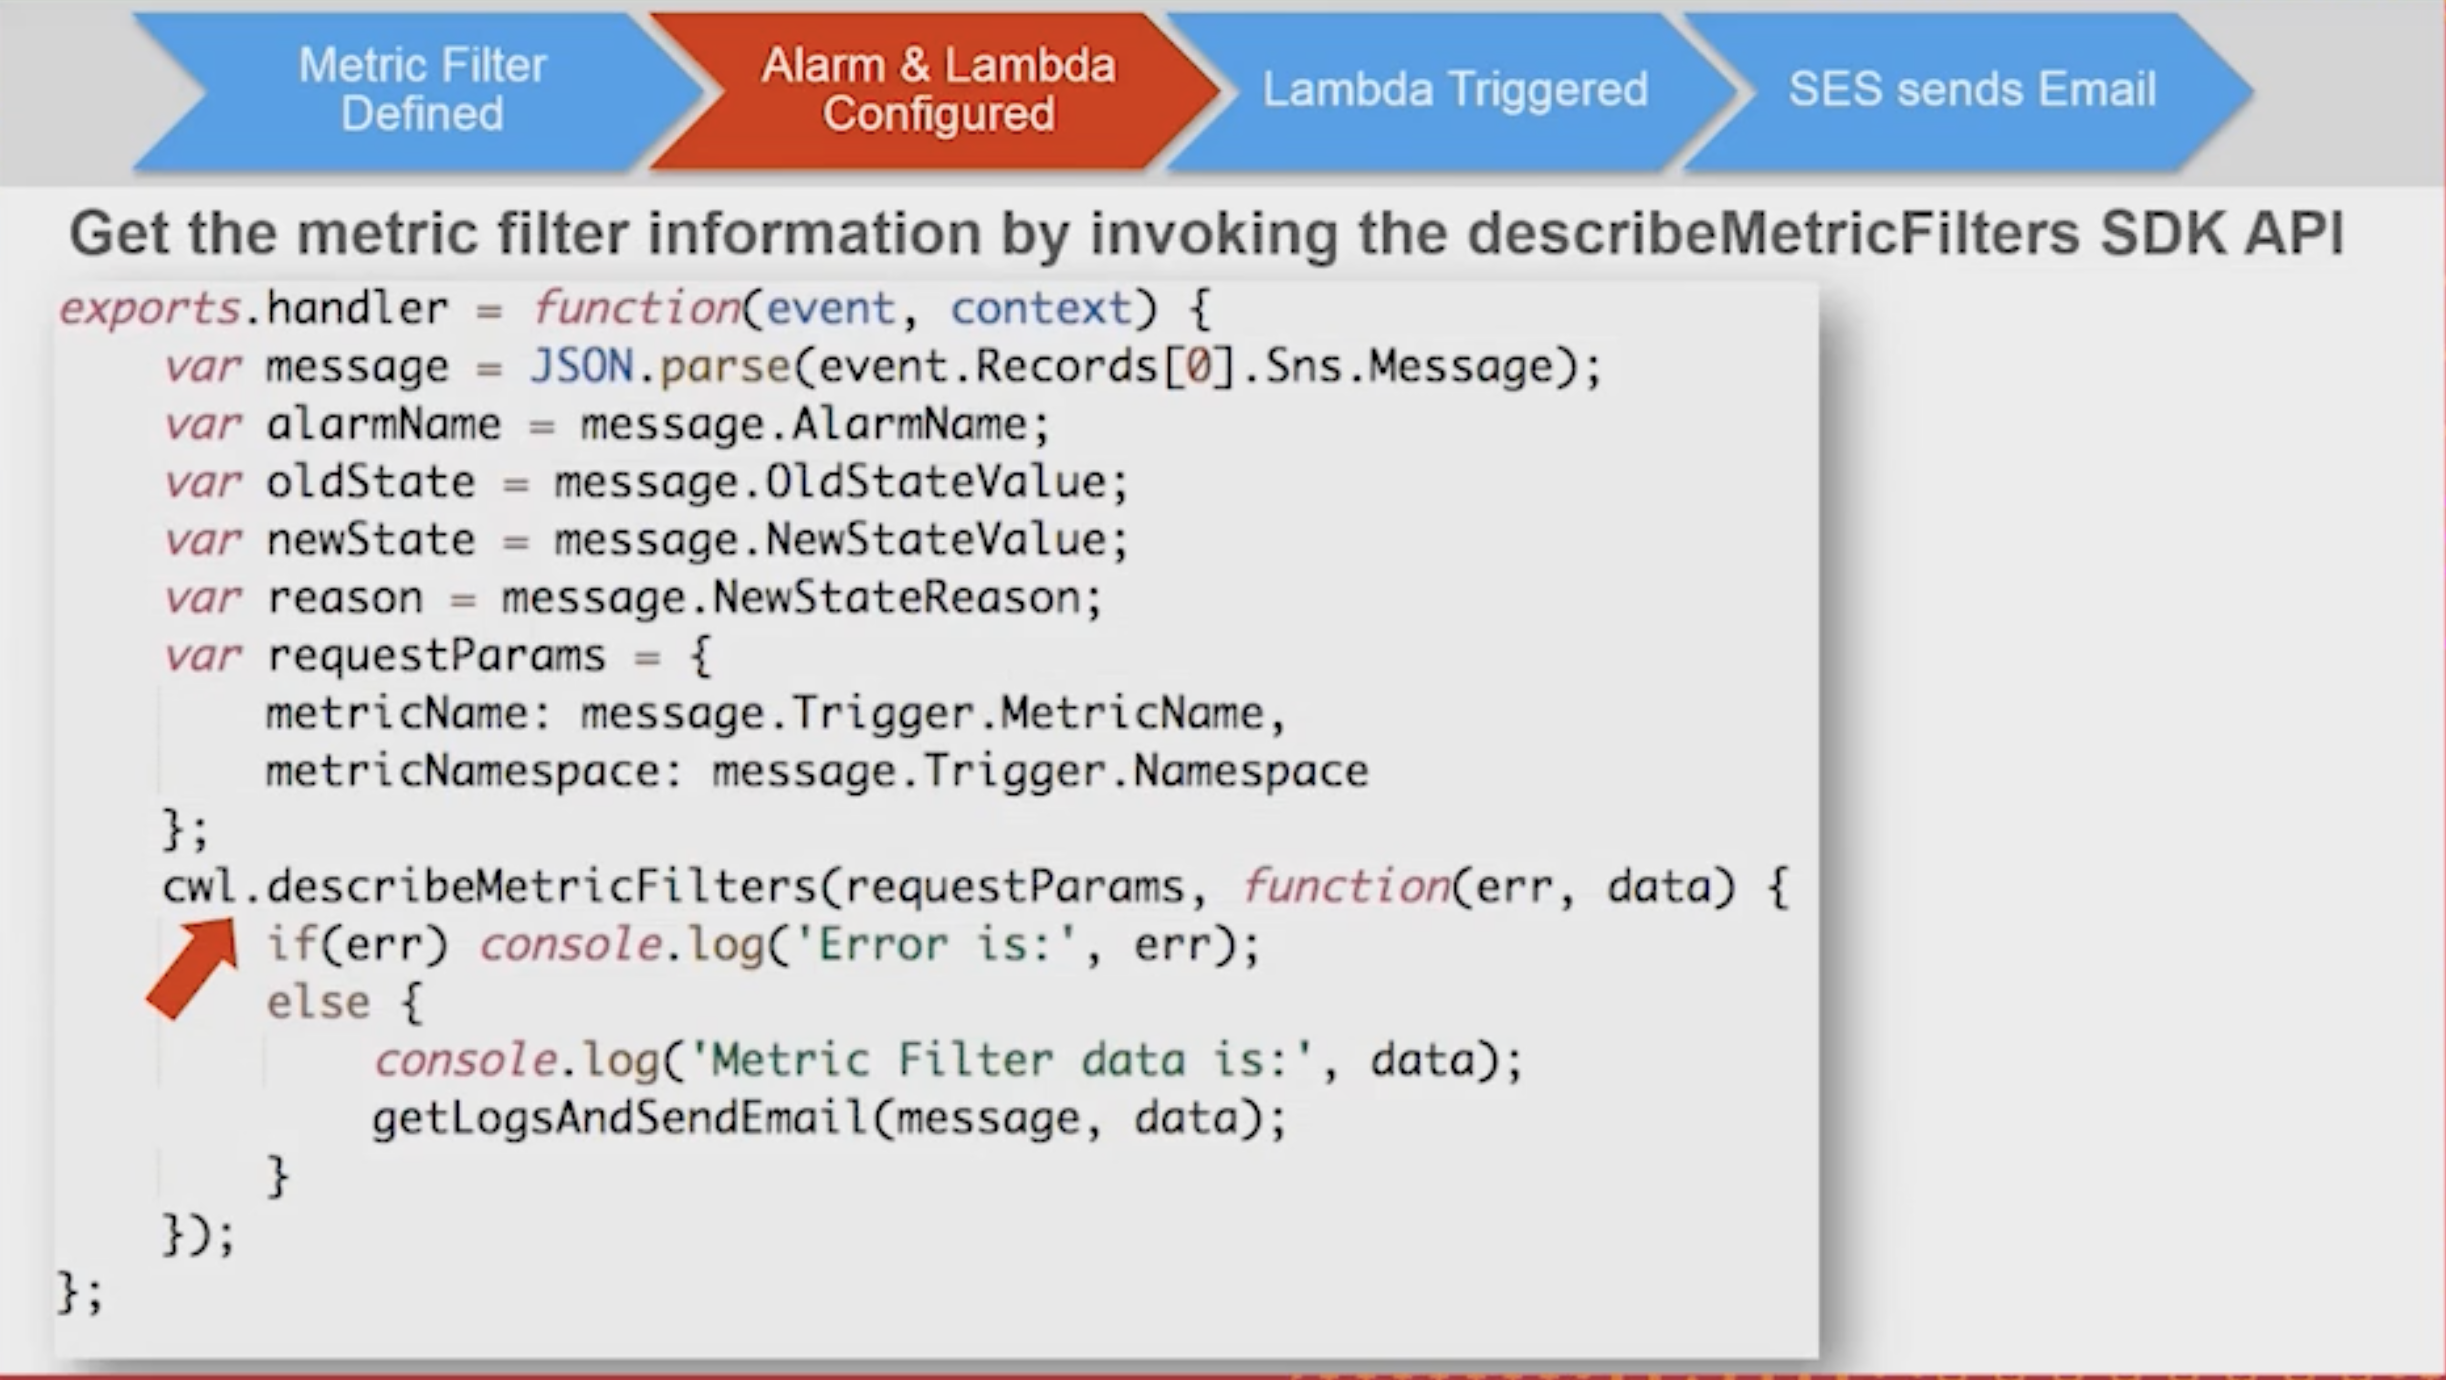 Metric Filter
Defined
Alarm & Lambda
Configured
Lambda Triggered
SES sends Email
Get the metric filter information by invoking the describeMetricFilters SDK API
exports.handler = function(event, context) {
    var message = JSON.parse(event.Records[0].Sns.Message);
    var alarmName = message.AlarmName;
    var oldState = message.OldStateValue;
    var newState = message.NewStateValue;
    var reason = message.NewStateReason;
    var requestParams = {
        metricName: message.Trigger.MetricName,
        metricNamespace: message.Trigger.Namespace
    };
    cwl.describeMetricFilters(requestParams, function(err, data) {
        if(err) console.log('Error is:', err);
        else {
            console.log('Metric Filter data is:', data);
            getLogsAndSendEmail(message, data);
        }
    });
};